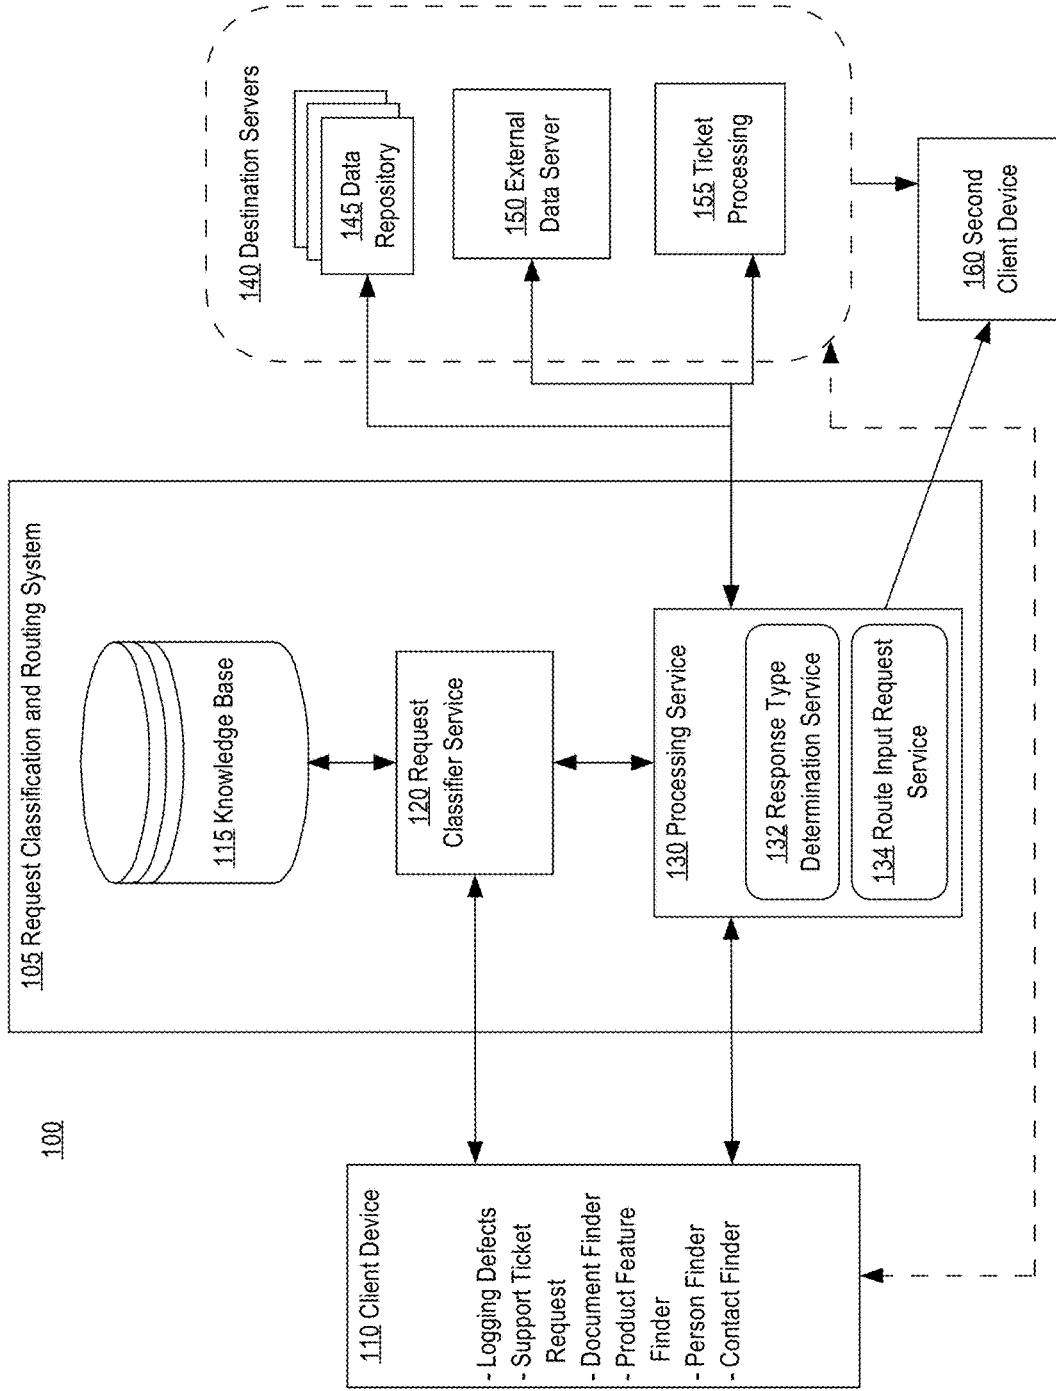 100
105 Request Classification and Routing System
110 Client Device
- Logging Defects
- Support Ticket
Request
- Document Finder
- Product Feature
Finder
- Person Finder
- Contact Finder
115 Knowledge Base
120 Request
Classifier Service
130 Processing Service
132 Response Type
Determination Service
134 Route Input Request
Service
140 Destination Servers
145 Data
Repository
150 External
Data Server
155 Ticket
Processing
160 Second
Client Device